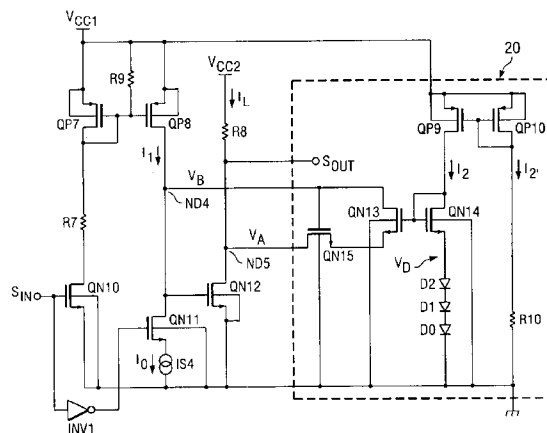 VCC1
20
R9
VCC2
IL
QP7
QP8
QP9
QP10
R8
I1
SOUT
I2
I2'
VB
R7
ND4
QN13
QN14
VA
QN15
ND5
VD
SIN
QN10
QN12
D2
QN11
D1
R10
I0
IS4
D0
INV1